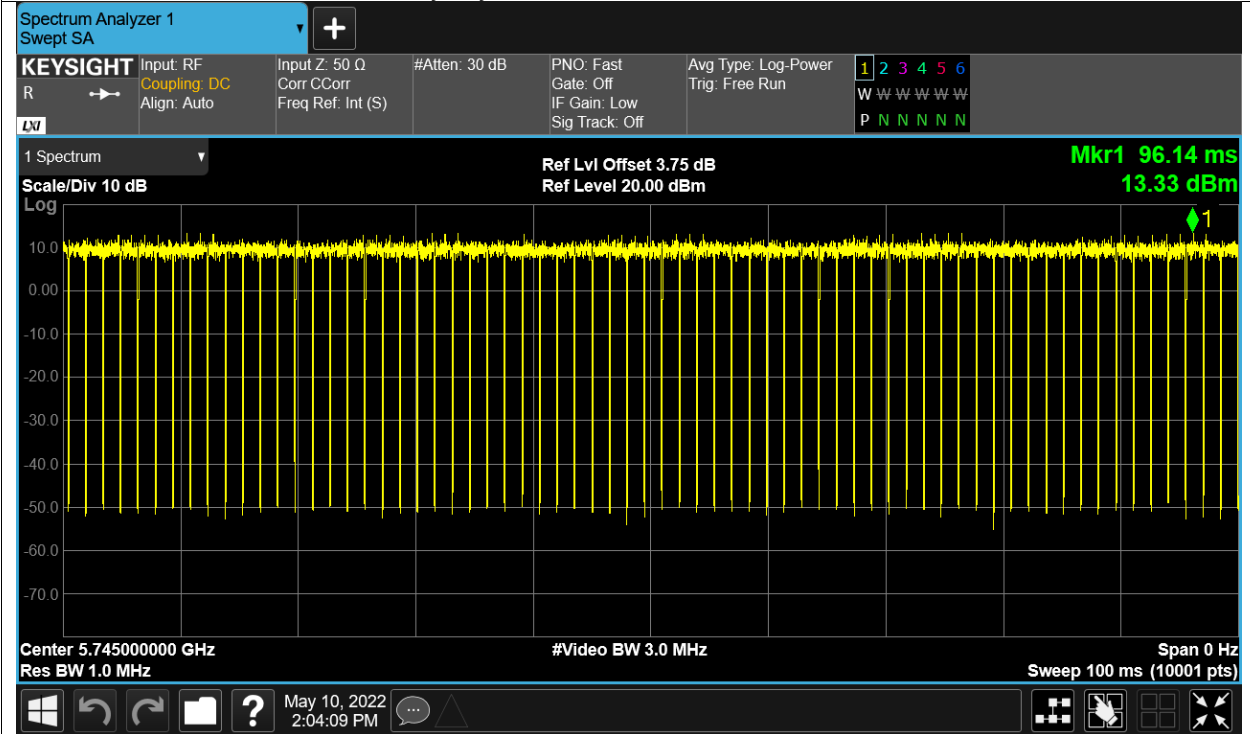 Spectrum Analyzer 1
Swept SA
+
KEYSIGHT
R
LXI
Input: RF
Coupling: DC
Align: Auto
Input Z: 50 Ω
Corr CCorr
Freq Ref: Int (S)
#Atten: 30 dB
PNO: Fast
Gate: Off
IF Gain: Low
Sig Track: Off
Avg Type: Log-Power
Trig: Free Run
1 2 3 4 5 6
W W W W W W
P N N N N N
1 Spectrum
Scale/Div 10 dB
Ref Lvl Offset 3.75 dB
Ref Level 20.00 dBm
Mkr1 96.14 ms
13.33 dBm
Log
1
10.0
0.00
-10.0
-20.0
-30.0
-40.0
-50.0
-60.0
-70.0
Center 5.745000000 GHz
Res BW 1.0 MHz
#Video BW 3.0 MHz
Span 0 Hz
Sweep 100 ms (10001 pts)
?
May 10, 2022
2:04:09 PM